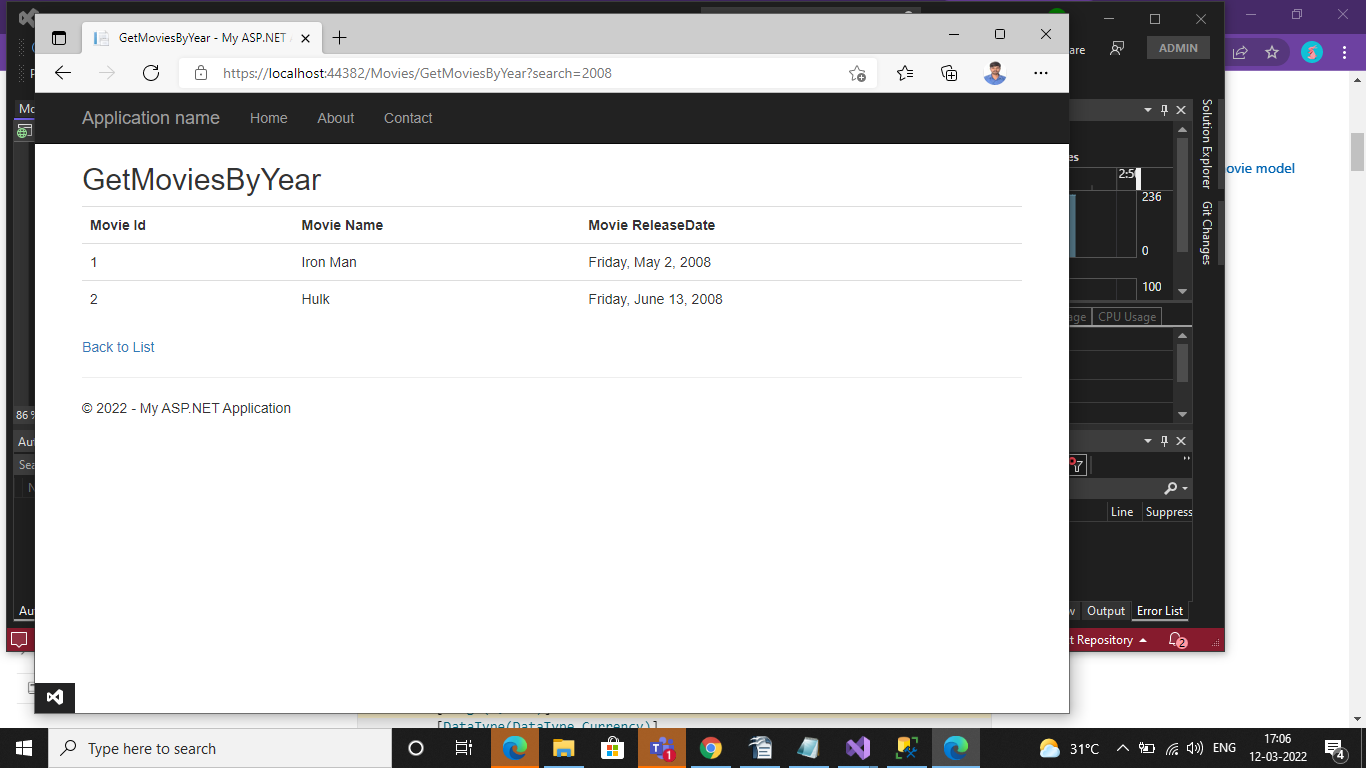 GetMoviesByYear - My ASP.NET
https://localhost:44382/Movies/GetMoviesByYear?search=2008
ADMIN
Application name
Home
About
Contact
GetMoviesByYear
Movie Id Movie Name Movie ReleaseDate
1 Iron Man Friday, May 2, 2008
2 Hulk Friday, June 13, 2008
Back to List
© 2022 - My ASP.NET Application
Solution Explorer
Git Changes
ovie model
236
0
100
CPU Usage
86 %
Line
Suppress
Output
Error List
Repository
2
[DataType(DataType.Currency)]
Type here to search
1
31°C
ENG
17:06
12-03-2022
4